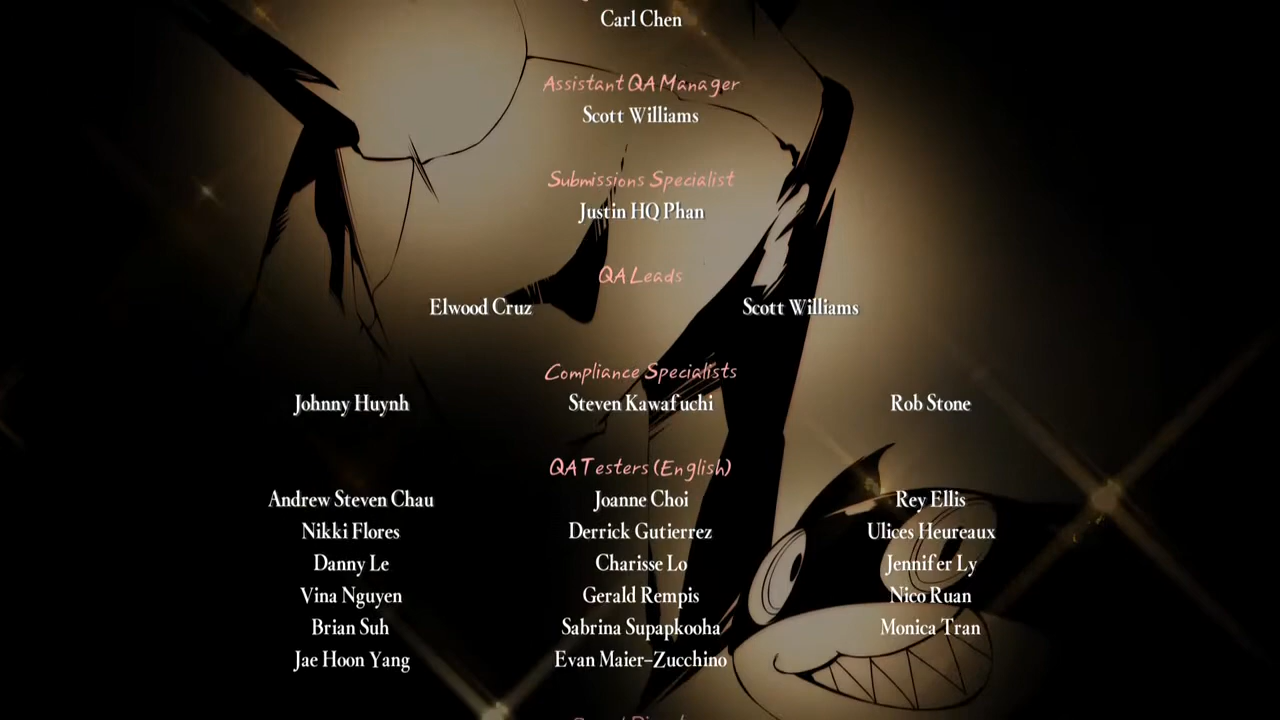 Carl Chen
Assistant QA Manager
Scott Williams
Submissions Specialist
Justin HQ Phan
QA Leads
Elwood Cruz Scott Williams
Compliance Specialists
Johnny Huynh Steven Kawafuchi Rob Stone
QA Testers (English)
Andrew Steven Chau Joanne Choi Rey Ellis
Nikki Flores Derrick Gutierrez Ulices Heureaux
Danny Le Charisse Lo Jennifer Ly
Vina Nguyen Gerald Rempis Nico Ruan
Brian Suh Sabrina Supapkooha Monica Tran
Jae Hoon Yang Evan Maier-Zucchino